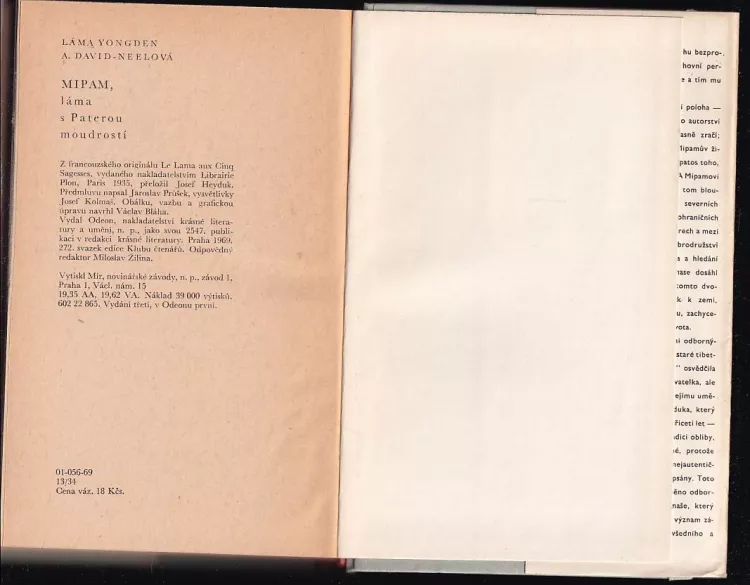 LÁMA YONGDEN
A. DAVID-NEELOVÁ
MIPAM,
láma
s Paterou
moudrostí
Z francouzského originálu Le Lama aux Cinq
Sagesses, vydaného nakladatelstvím Librairie
Plon, Paris 1935, přeložil Josef Heyduk.
Předmluvu napsal Jaroslav Průšek, vysvětlivky
Josef Kolmaš. Obálku, vazbu a grafickou
úpravu navrhl Václav Bláha.
Vydal Odeon, nakladatelství krásné litera-
tury a umění, n. p., jako svou 2547. publi-
kaci v redakci krásné literatury. Praha 1969.
272. svazek edice Klubu čtenářů. Odpovědný
redaktor Miloslav Žilina.
Vytiskl Mír, novinářské závody, n. p., závod 1,
Praha 1, Václ. nám. 15
19,35 AA, 19,62 VA. Náklad 39 000 výtisků.
602 22 865. Vydání třetí, v Odeonu první.
01-056-69
13/34
Cena váz. 18 Kčs.
hu bezpro-
hovní per-
e a tím mu
í poloha —
o autorství
asně zračí;
Mipamův ži-
patos toho,
A Mipamovi
tom blou-
severních
ohraničních
rech a mezi
brodružství
a a hledání
nase dosáhl
tomto dvo-
k k zemi,
u, zachyce-
vota.
ni odborný-
staré tibet-
" osvědčila
vatelka, ale
ejímu umě-
duka, který
řiceti let —
dici obliby,
né, protože
nejautentič-
psány. Toto
ěno odbor-
naše, který
význam zá-
všedního a